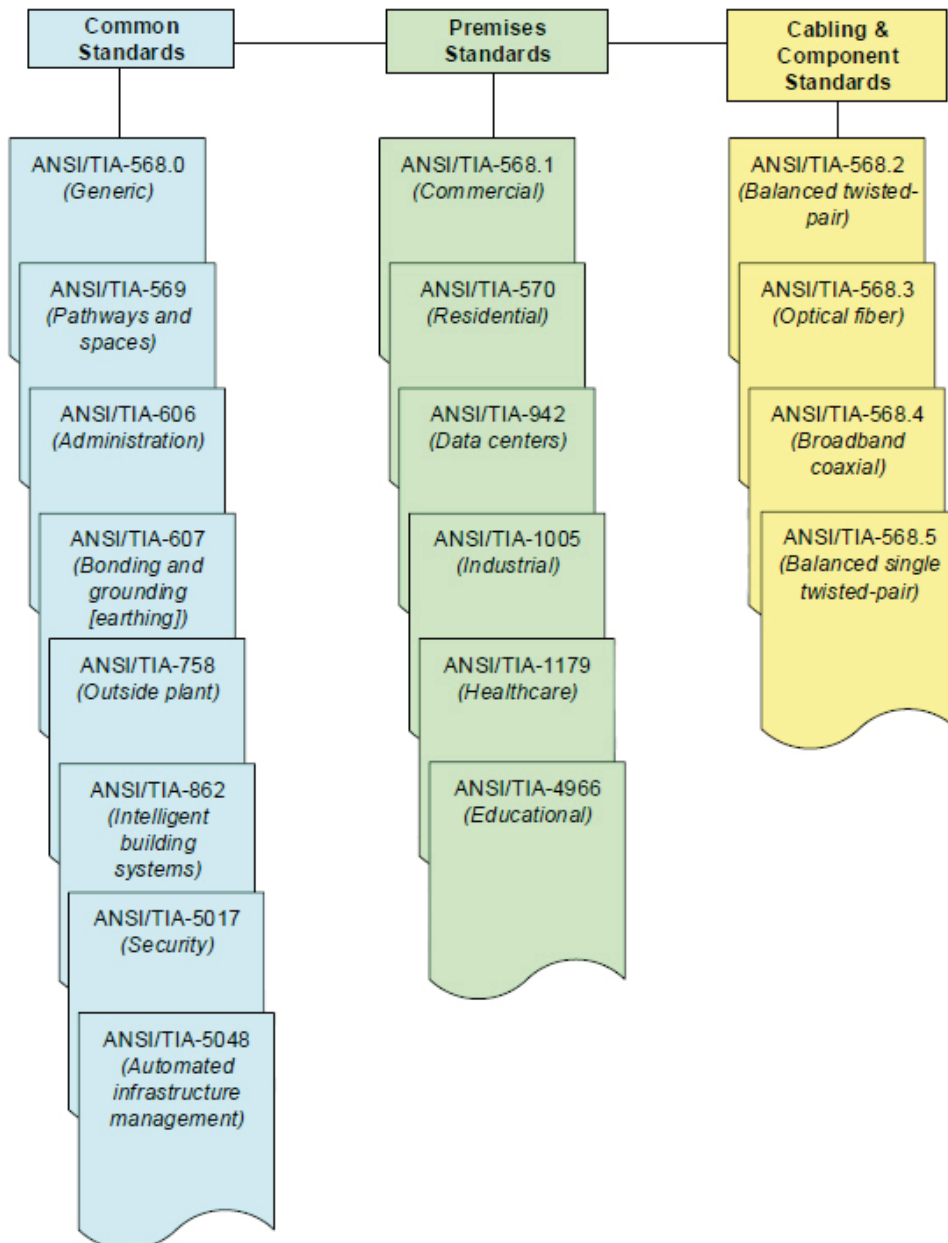 Common
Standards
Premises
Standards
Cabling &
Component
Standards
ANSI/TIA-568.0
(Generic)
ANSI/TIA-569
(Pathways and
spaces)
ANSI/TIA-606
(Administration)
ANSI/TIA-607
(Bonding and
grounding
[earthing])
ANSI/TIA-758
(Outside plant)
ANSI/TIA-862
(Intelligent
building
systems)
ANSI/TIA-5017
(Security)
ANSI/TIA-5048
(Automated
infrastructure
management)
ANSI/TIA-568.1
(Commercial)
ANSI/TIA-570
(Residential)
ANSI/TIA-942
(Data centers)
ANSI/TIA-1005
(Industrial)
ANSI/TIA-1179
(Healthcare)
ANSI/TIA-4966
(Educational)
ANSI/TIA-568.2
(Balanced twisted-
pair)
ANSI/TIA-568.3
(Optical fiber)
ANSI/TIA-568.4
(Broadband
coaxial)
ANSI/TIA-568.5
(Balanced single
twisted-pair)